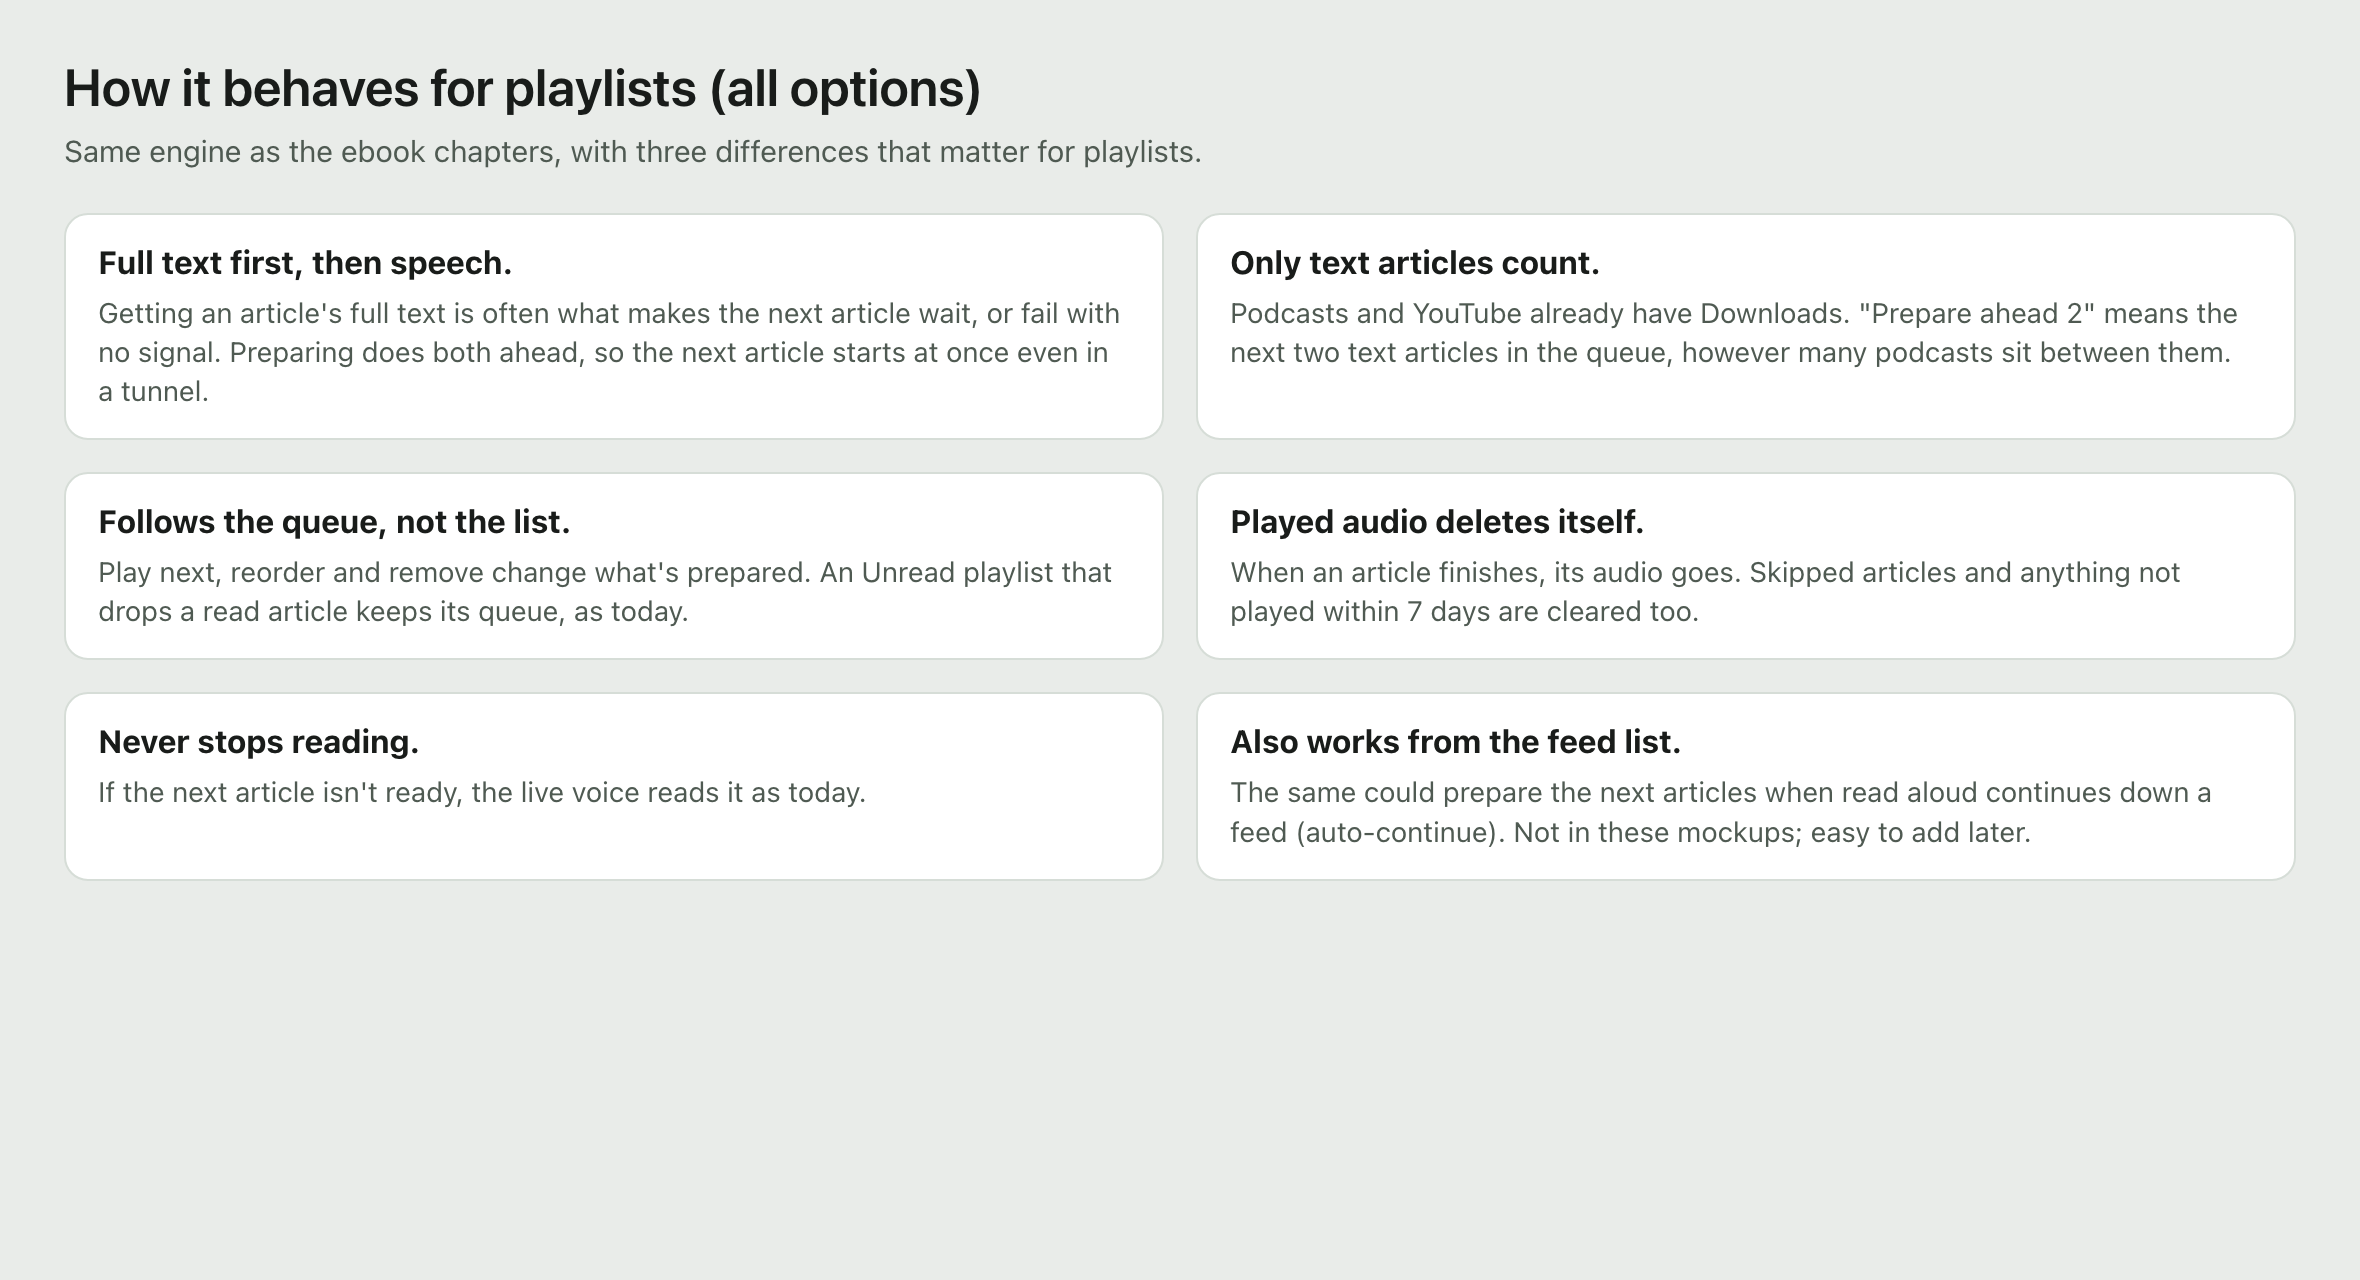 How it behaves for playlists (all options)
Same engine as the ebook chapters, with three differences that matter for playlists.
Full text first, then speech.
Getting an article's full text is often what makes the next article wait, or fail with
no signal. Preparing does both ahead, so the next article starts at once even in
a tunnel.
Only text articles count.
Podcasts and YouTube already have Downloads. "Prepare ahead 2" means the
next two text articles in the queue, however many podcasts sit between them.
Follows the queue, not the list.
Play next, reorder and remove change what's prepared. An Unread playlist that
drops a read article keeps its queue, as today.
Played audio deletes itself.
When an article finishes, its audio goes. Skipped articles and anything not
played within 7 days are cleared too.
Never stops reading.
If the next article isn't ready, the live voice reads it as today.
Also works from the feed list.
The same could prepare the next articles when read aloud continues down a
feed (auto-continue). Not in these mockups; easy to add later.